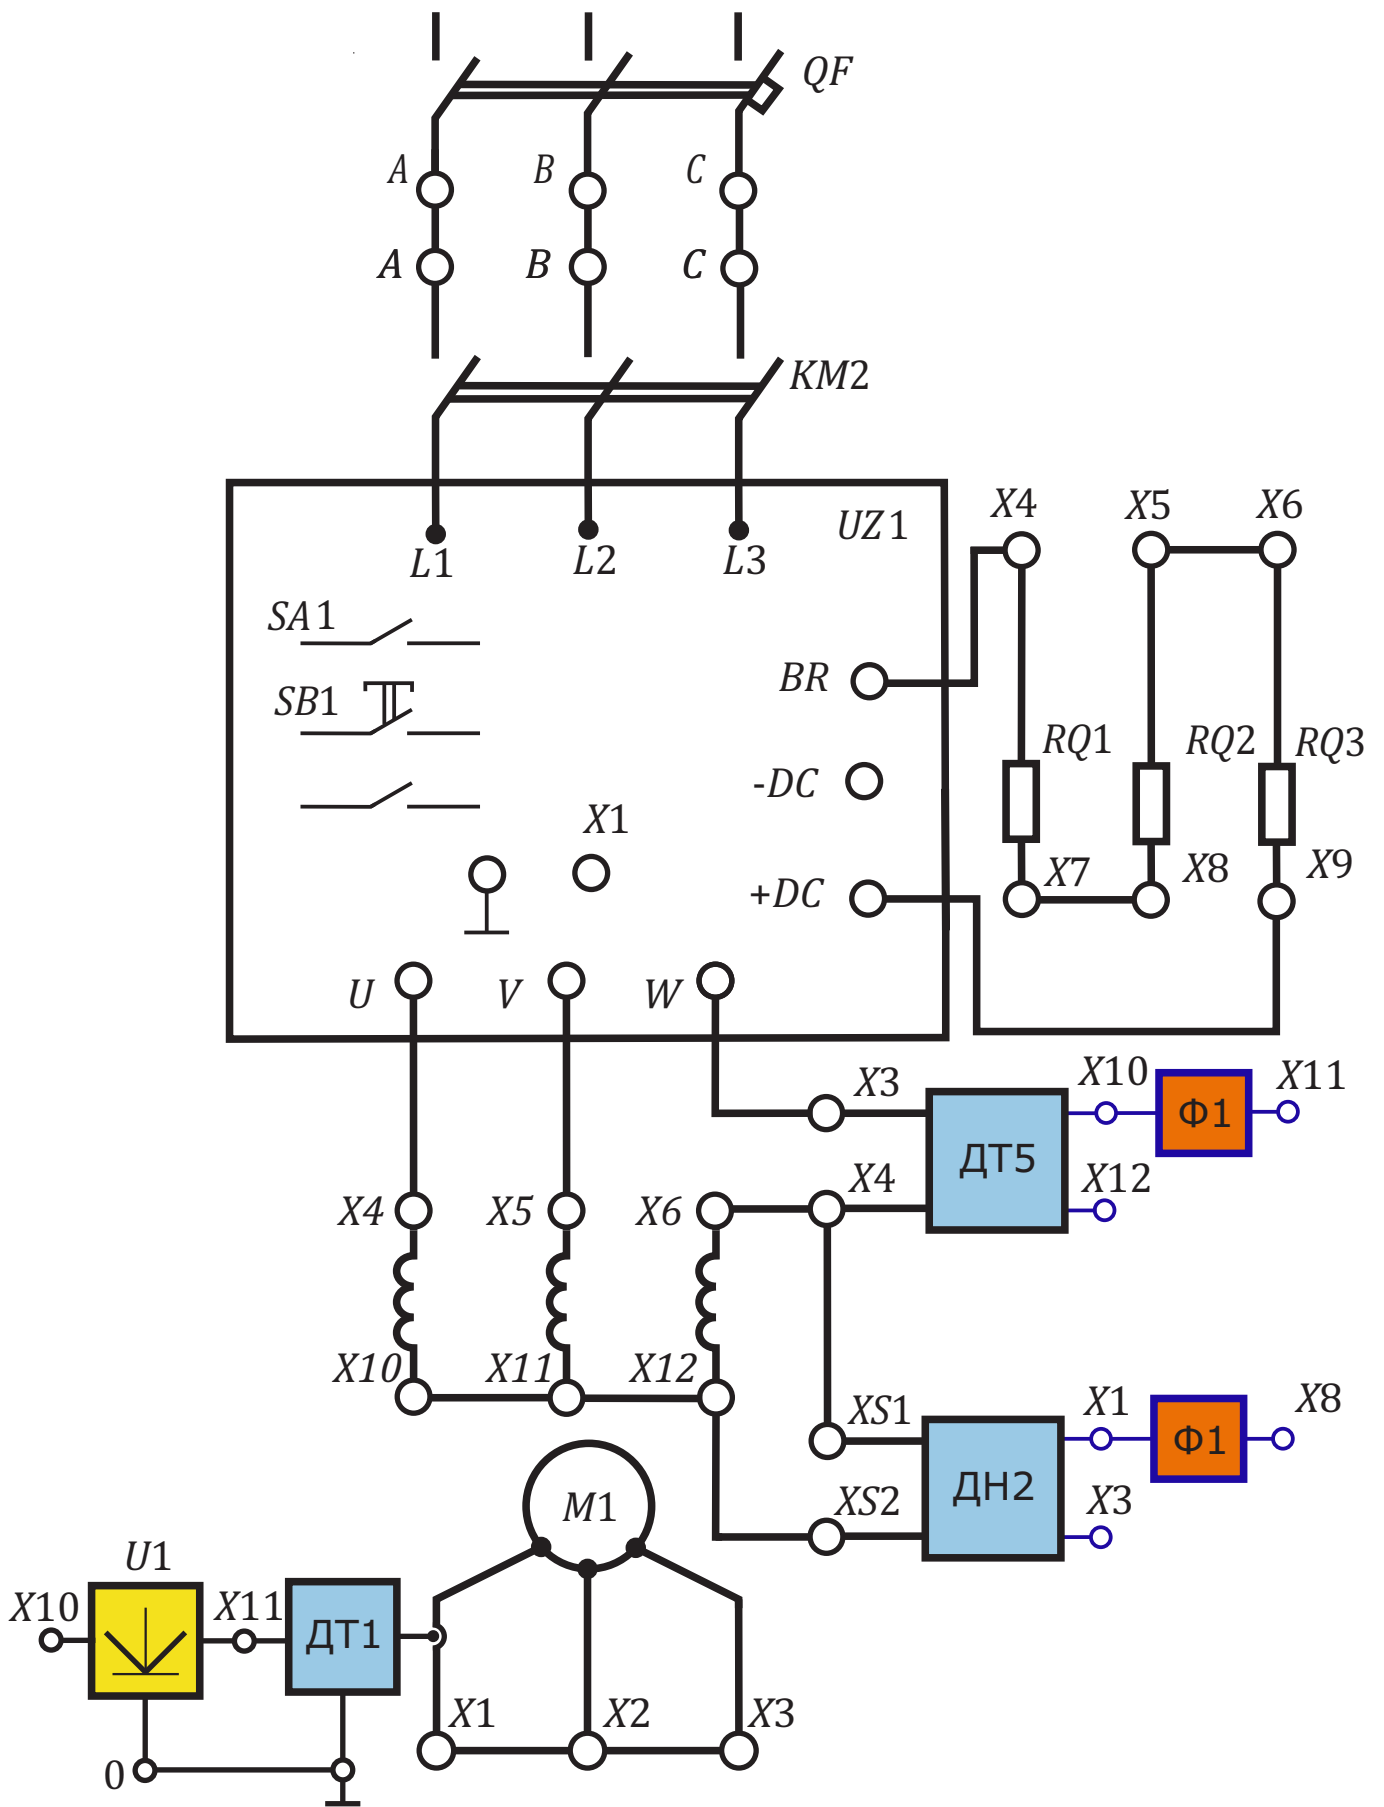 QF
A B C
A B C
KM2
UZ1
L1 L2 L3
X4 X5 X6
SA1
SB1
BR
RQ1 RQ2 RQ3
-DC
X1
X7 X8 X9
+DC
U V W
X3
ДТ5
X10
Ф1
X11
X4
X12
X4 X5 X6
X10 X11 X12
XS1
ДН2
X1
Ф1
X8
XS2
X3
M1
U1
X10
X11
ДТ1
X1 X2 X3
0